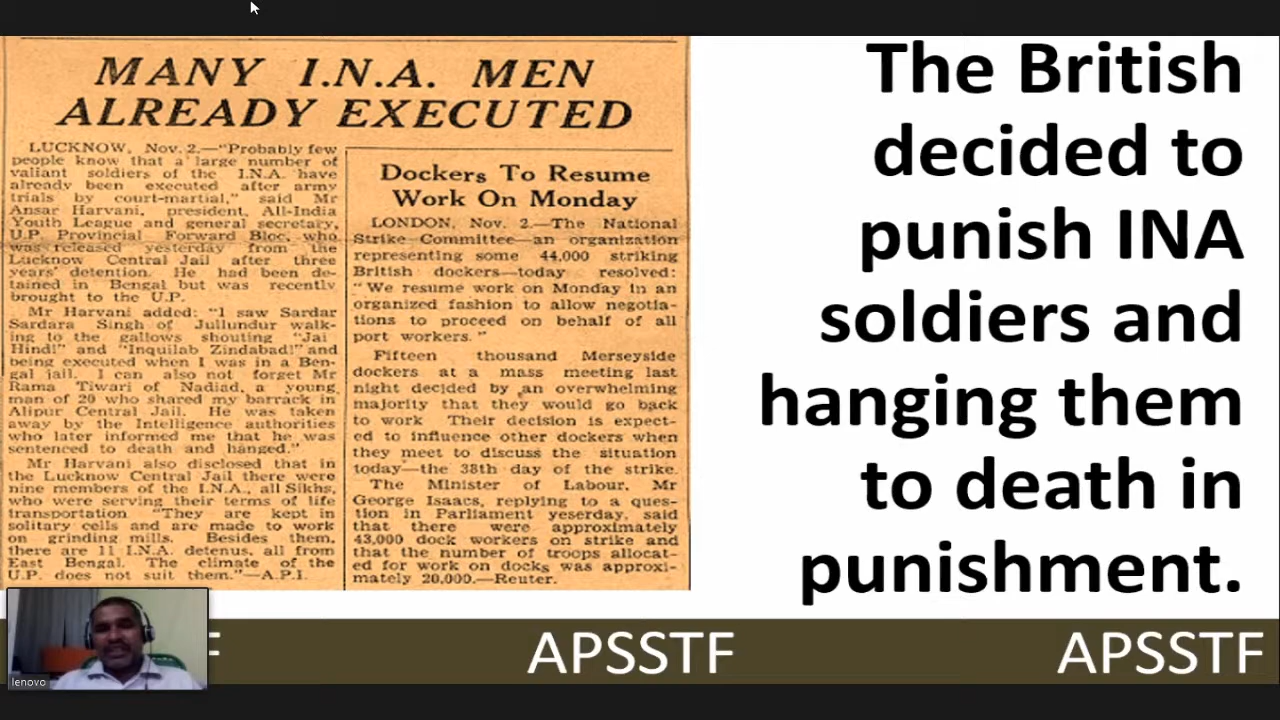 MANY I.N.A. MEN
ALREADY EXECUTED
LUCKNOW, Nov. 2.—"Probably few
people know that a large number of
valiant soldiers of the I.N.A. have
already been executed after army
trials by court-martial," said Mr
Ansar Harvani, president, All-India
Youth League and general secretary,
U.P. Provincial Forward Bloc, who
was released yesterday from the
Lucknow Central Jail after three
years' detention. He had been de-
tained in Bengal but was recently
brought to the U.P.
Mr Harvani added: "I saw Sardar
Sardara Singh of Jullundur walk-
ing to the gallows shouting "Jai
Hind!" and "Inquilab Zindabad!" and
being executed when I was in a Ben-
gal jail. I can also not forget Mr
Rama Tiwari of Nadiad, a young
man of 20 who shared my barrack in
Alipur Central Jail. He was taken
away by the Intelligence authorities
who later informed me that he was
sentenced to death and hanged."
Mr Harvani also disclosed that in
the Lucknow Central Jail there were
nine members of the I.N.A., all Sikhs,
who were serving their terms of life
transportation. "They are kept in
solitary cells and are made to work
on grinding mills. Besides them,
there are 11 I.N.A. detenus, all from
East Bengal. The climate of the
U.P. does not suit them."—A.P.I.
Dockers To Resume
Work On Monday
LONDON, Nov. 2.—The National
Strike Committee—an organization
representing some 44,000 striking
British dockers—today resolved:
"We resume work on Monday in an
organized fashion to allow negotia-
tions to proceed on behalf of all
port workers."
Fifteen thousand Merseyside
dockers at a mass meeting last
night decided by an overwhelming
majority that they would go back
to work Their decision is expect-
ed to influence other dockers when
they meet to discuss the situation
today—the 38th day of the strike.
The Minister of Labour, Mr
George Isaacs, replying to a ques-
tion in Parliament yeserday, said
that there were approximately
43,000 dock workers on strike and
that the number of troops allocat-
ed for work on docks was approxi-
mately 20,000.—Reuter.
The British
decided to
punish INA
soldiers and
hanging them
to death in
punishment.
lenovo
F APSSTF APSSTF